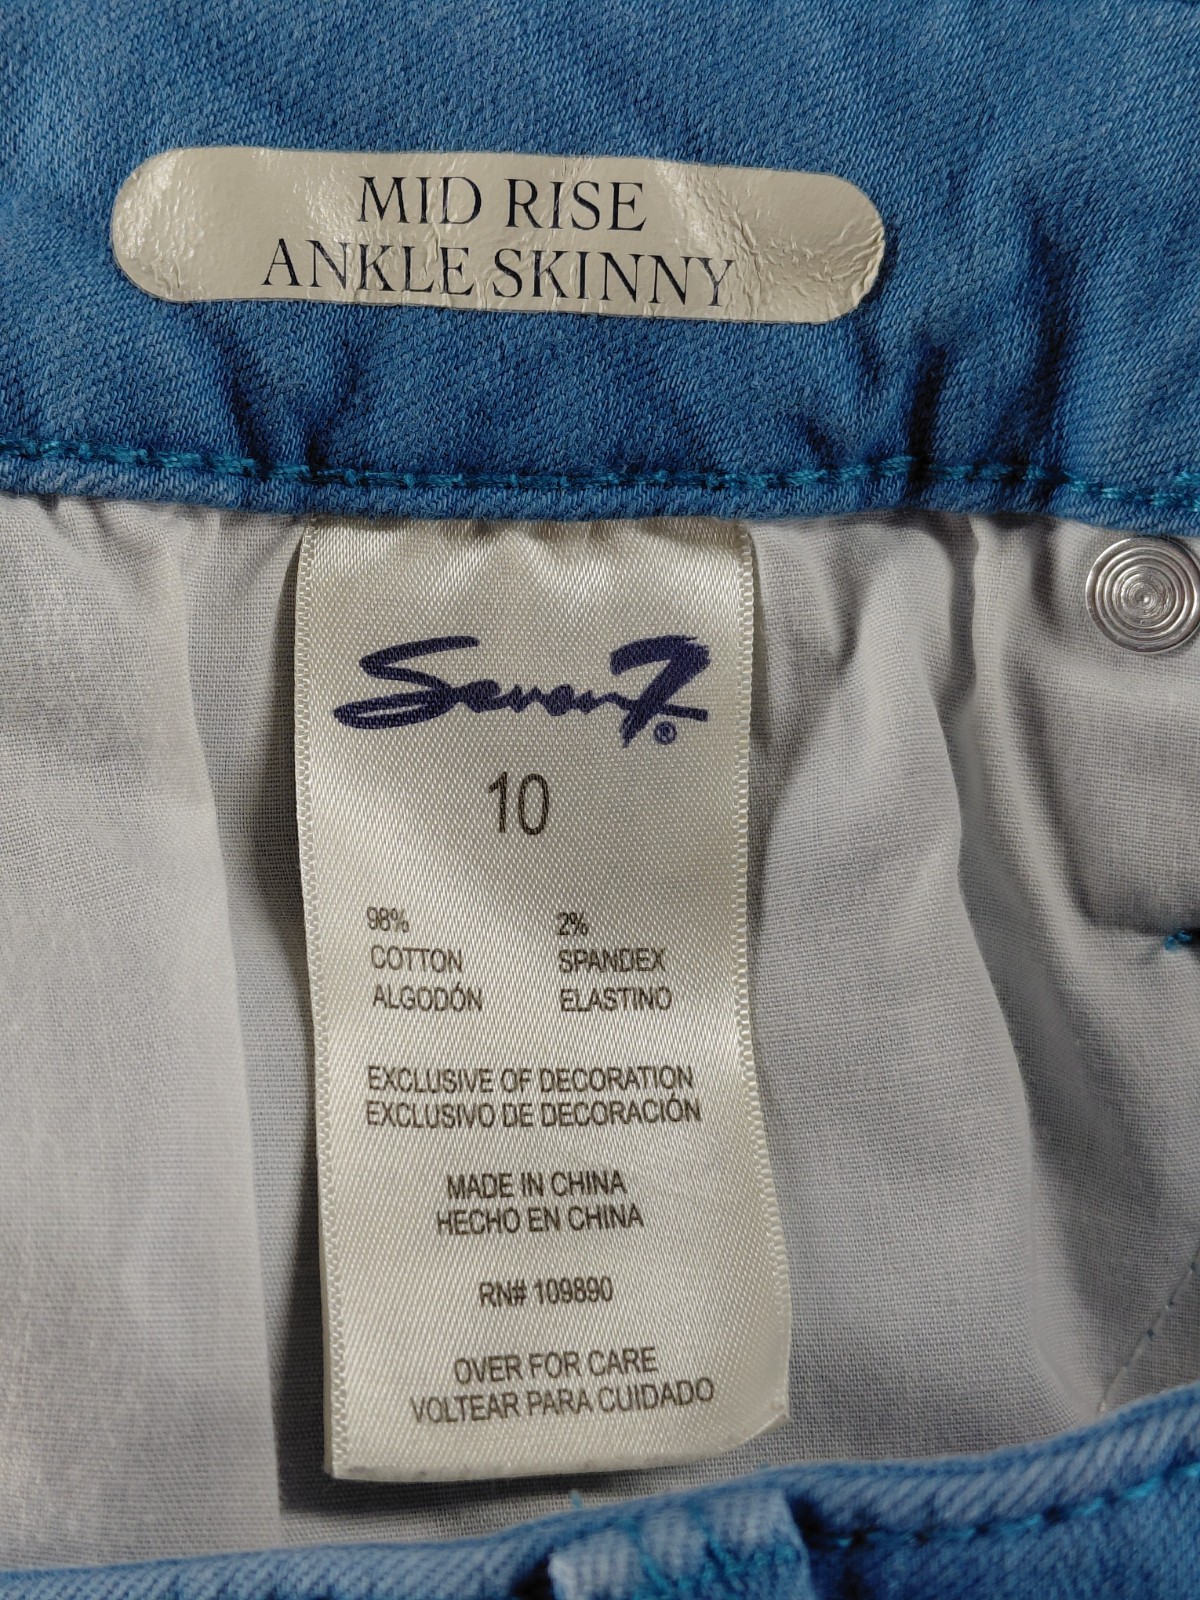 MID RISE
ANKLE SKINNY
Seven7®
10
98% 2%
COTTON SPANDEX
ALGODÓN ELASTINO
EXCLUSIVE OF DECORATION
EXCLUSIVO DE DECORACIÓN
MADE IN CHINA
HECHO EN CHINA
RN# 109890
OVER FOR CARE
VOLTEAR PARA CUIDADO